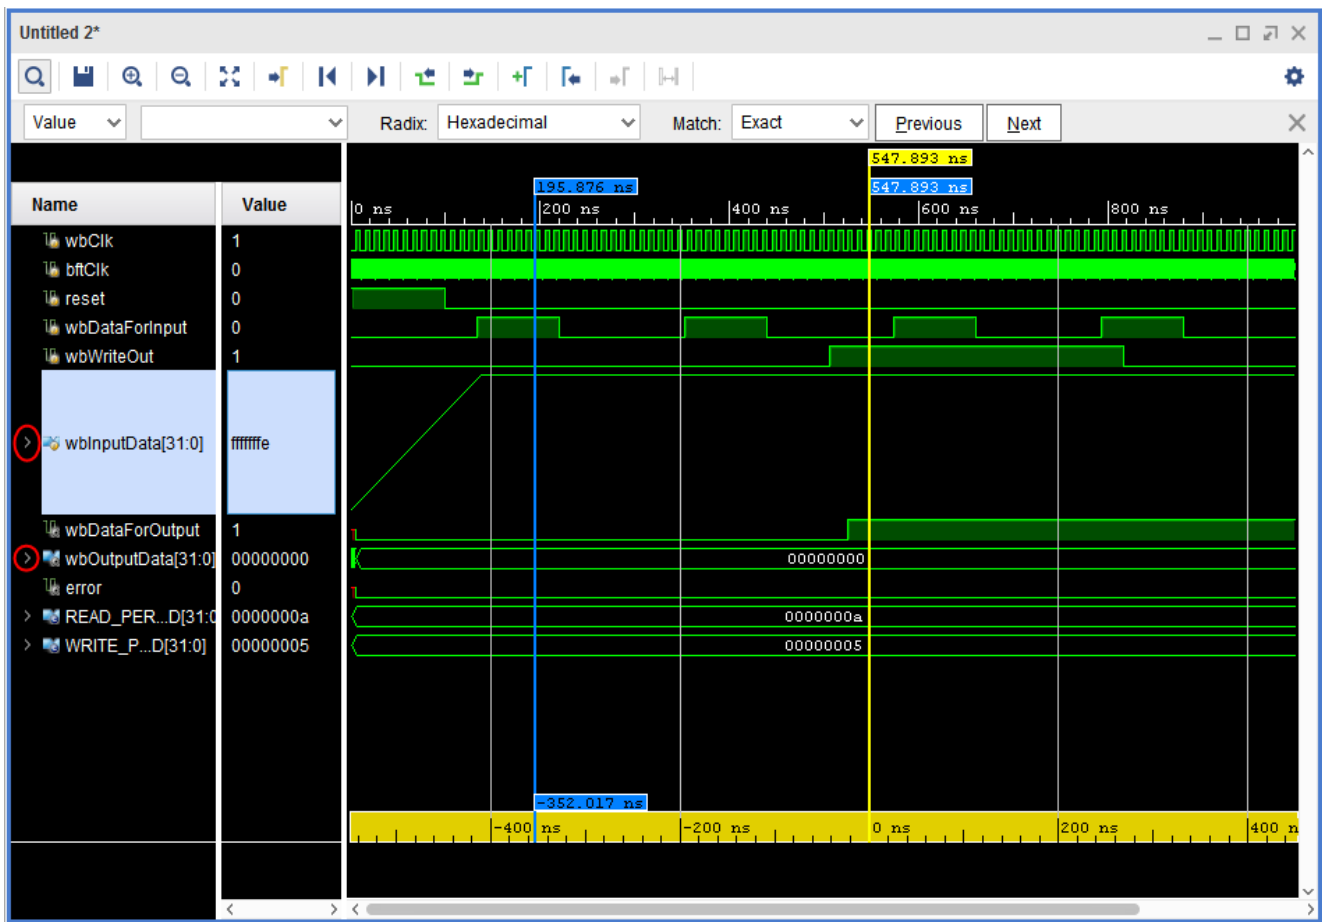 Untitled 2*
Value Radix: Hexadecimal Match: Exact Previous Next
547.893 ns
195.876 ns 547.893 ns
Name Value 0 ns 200 ns 400 ns 600 ns 800 ns
wbClk 1
bftClk 0
reset 0
wbDataForInput 0
wbWriteOut 1
wbInputData[31:0] fffffffe
wbDataForOutput 1
wbOutputData[31:0] 00000000 00000000
error 0
READ_PER...D[31:0 0000000a 0000000a
WRITE_P...D[31:0] 00000005 00000005
-352.017 ns
-400 ns -200 ns 0 ns 200 ns 400 n